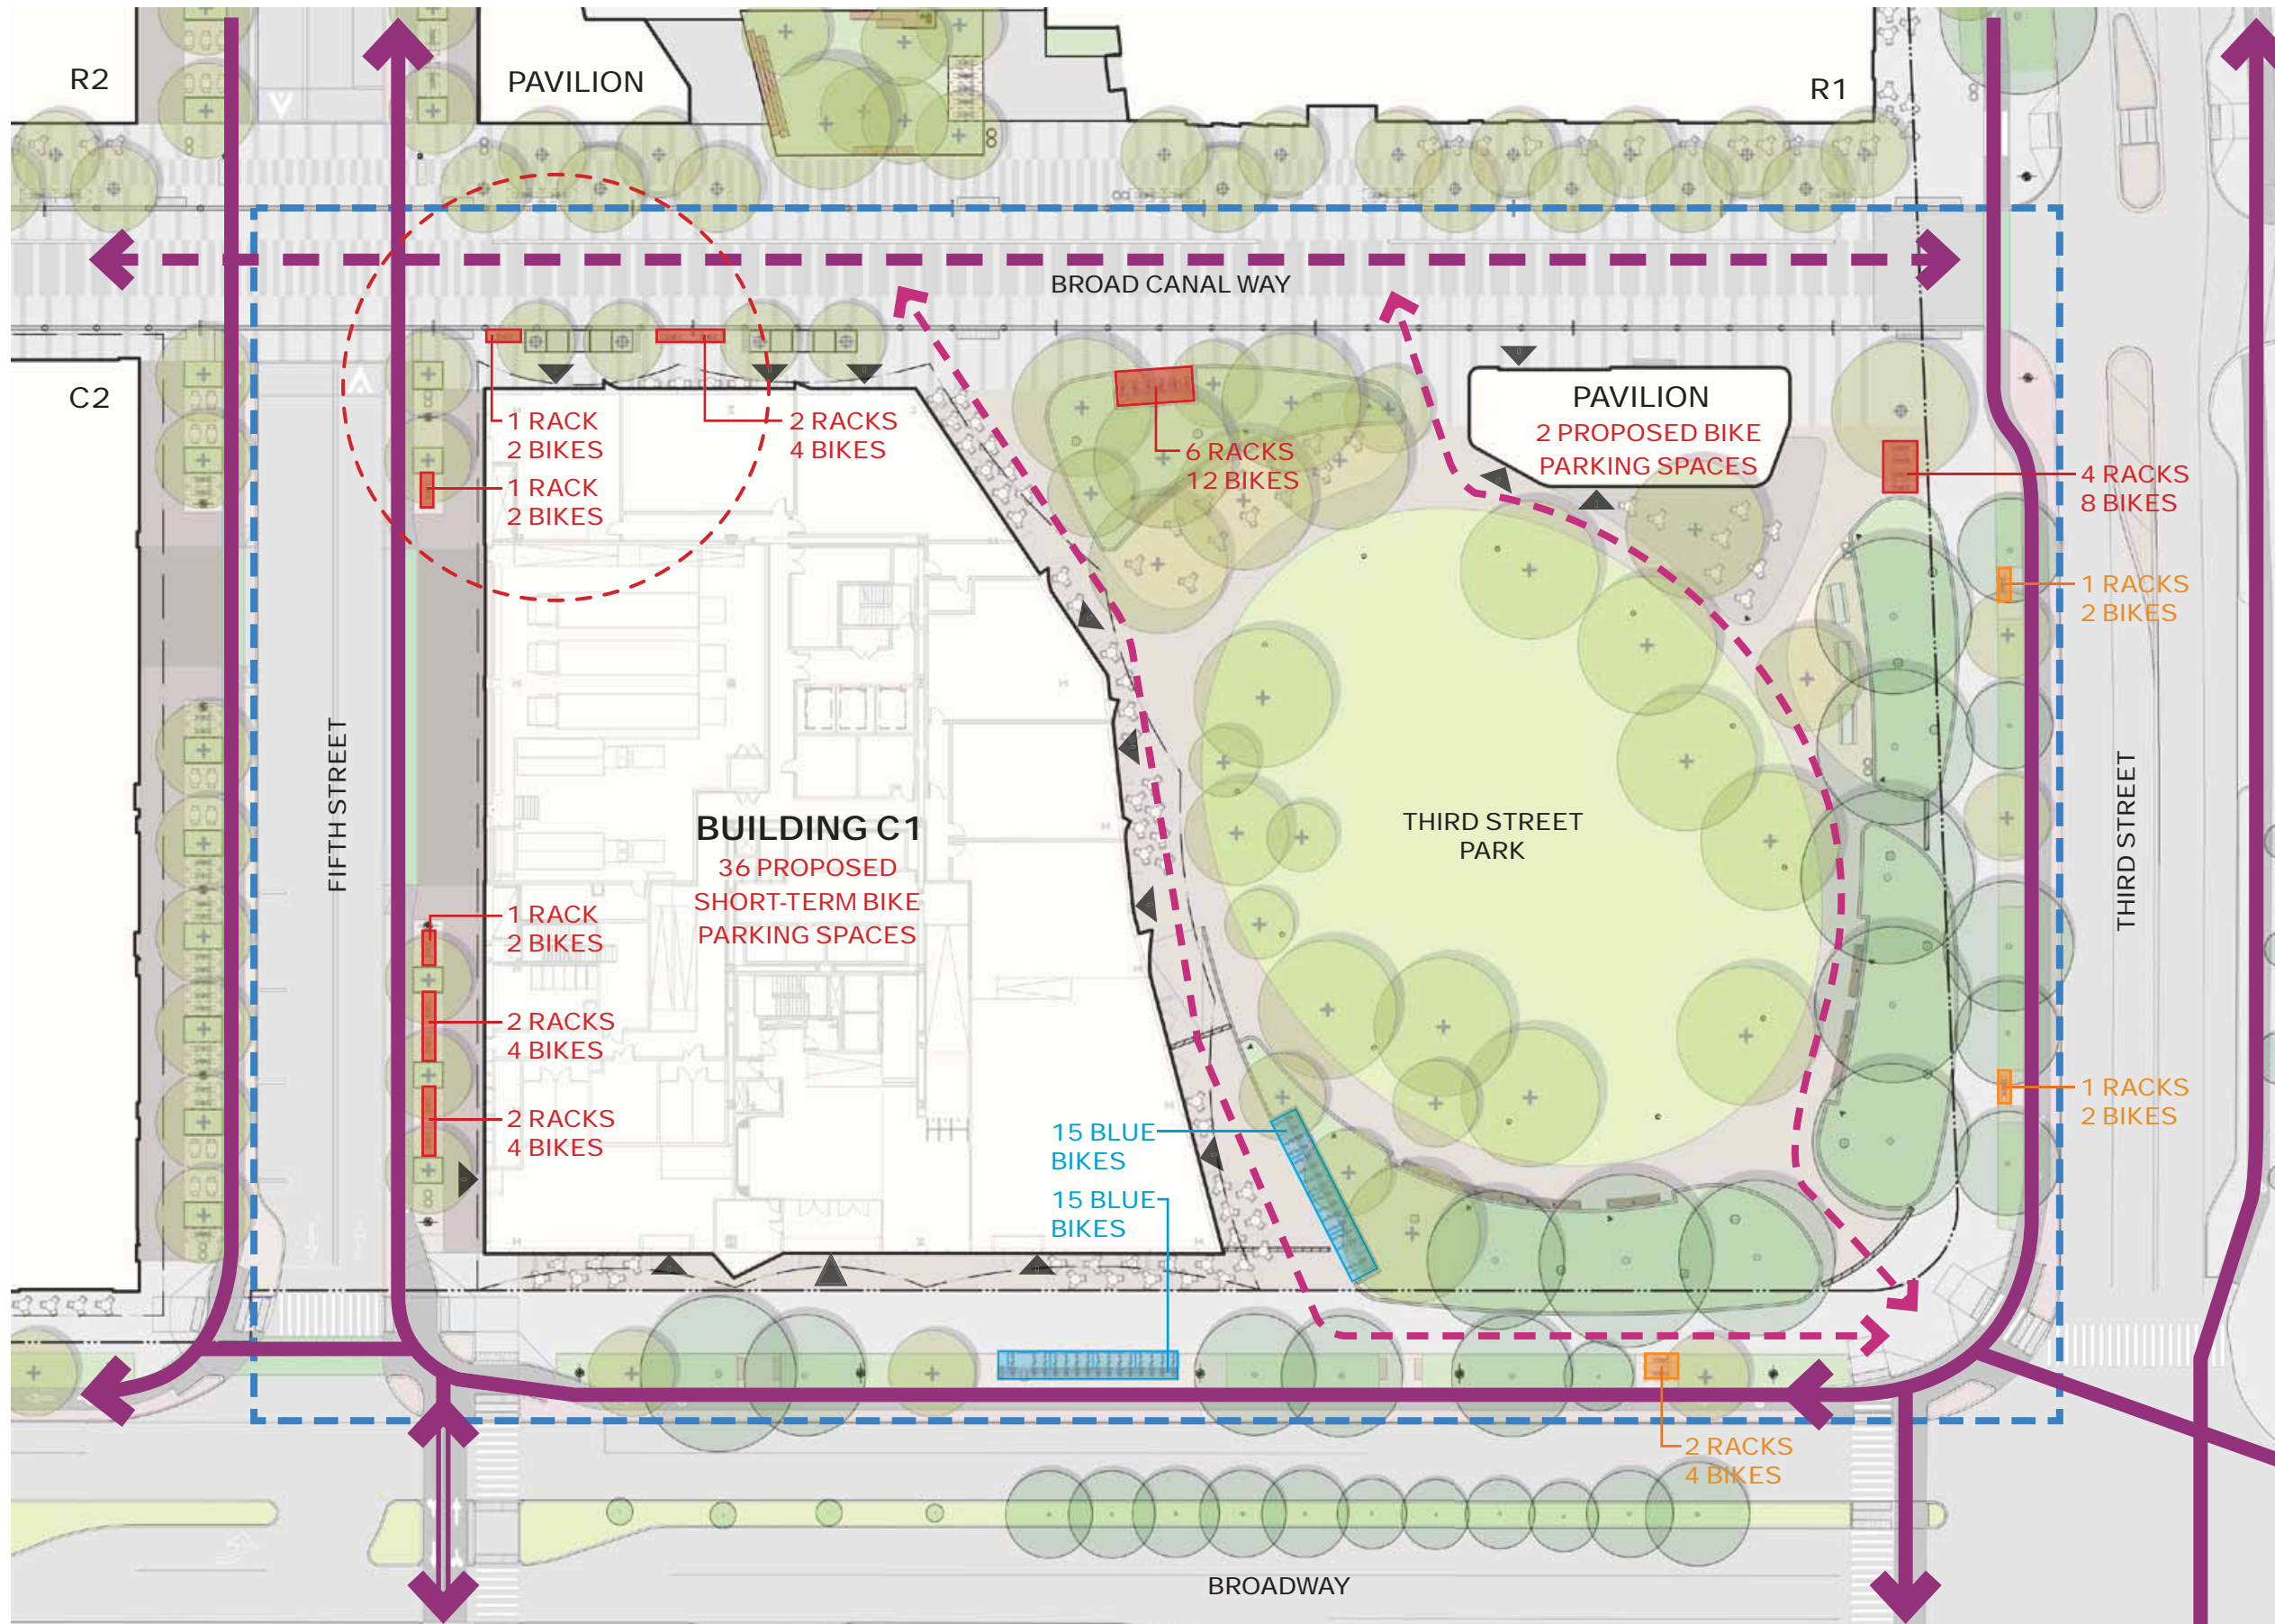 R2
PAVILION
R1
BROAD CANAL WAY
C2
1 RACK
2 BIKES
2 RACKS
4 BIKES
1 RACK
2 BIKES
6 RACKS
12 BIKES
PAVILION
2 PROPOSED BIKE
PARKING SPACES
4 RACKS
8 BIKES
1 RACKS
2 BIKES
FIFTH STREET
BUILDING C1
36 PROPOSED
SHORT-TERM BIKE
PARKING SPACES
THIRD STREET
PARK
THIRD STREET
1 RACK
2 BIKES
2 RACKS
4 BIKES
2 RACKS
4 BIKES
15 BLUE
BIKES
15 BLUE
BIKES
1 RACKS
2 BIKES
2 RACKS
4 BIKES
BROADWAY